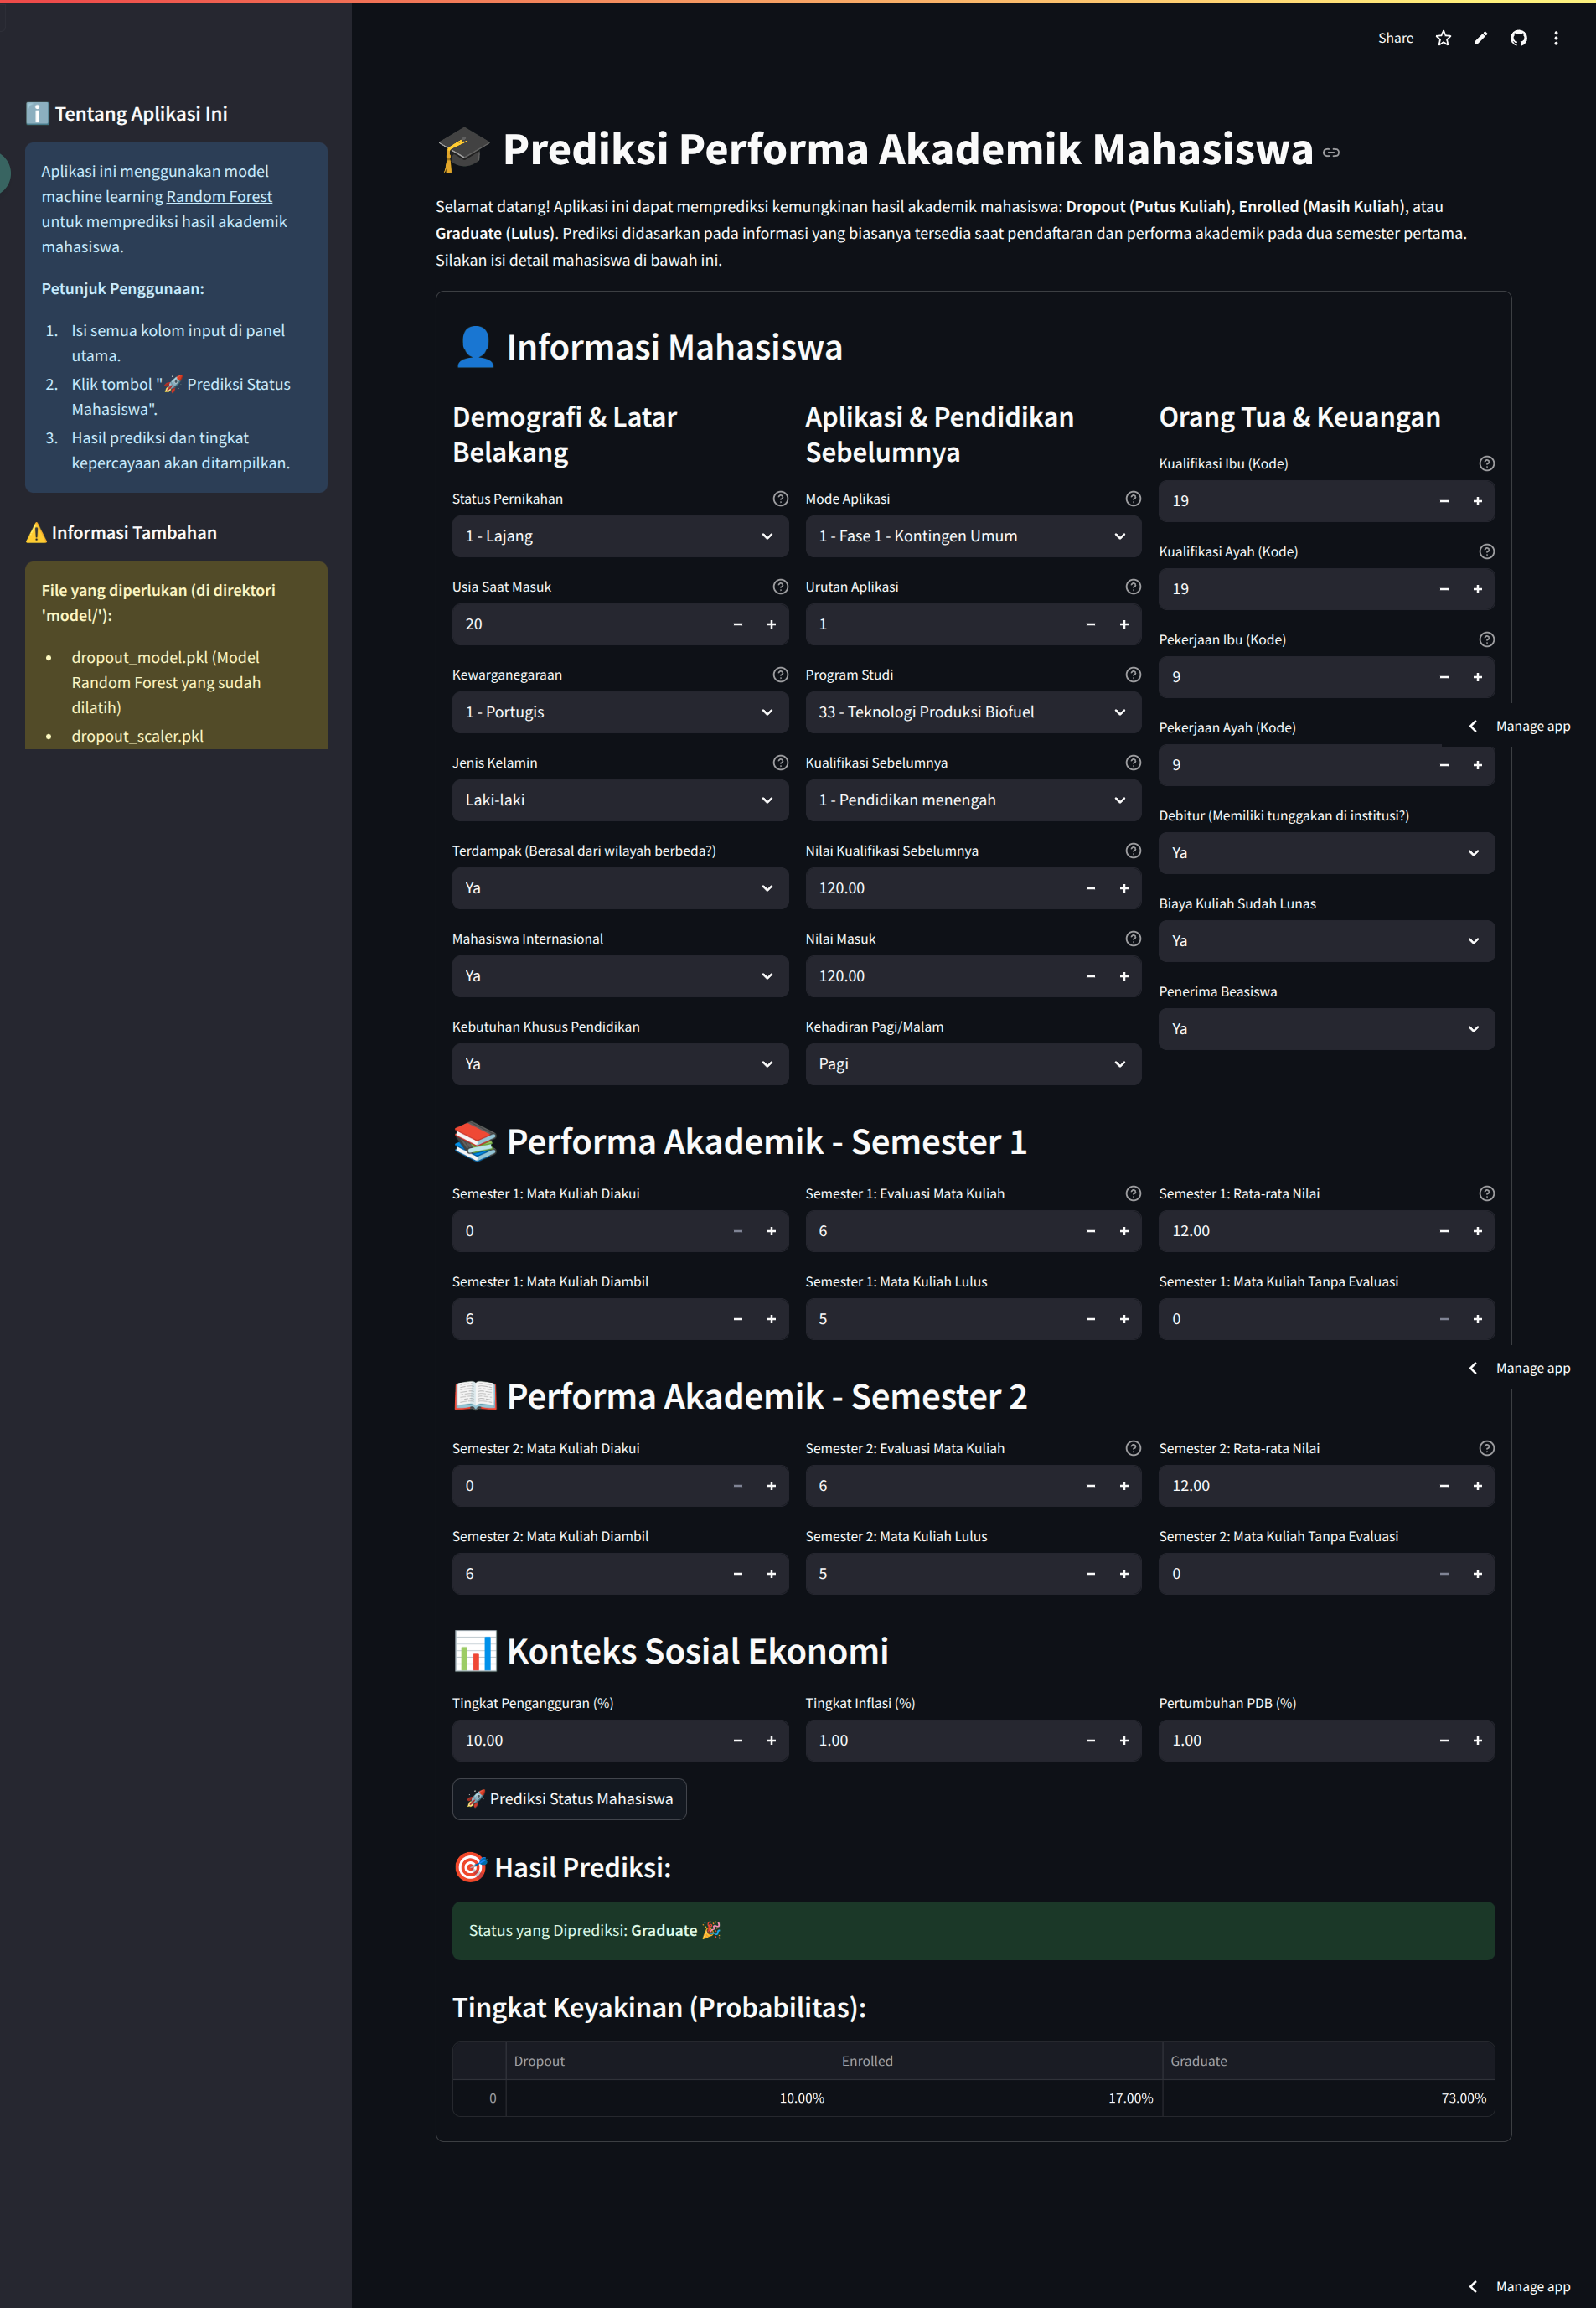 Share
Tentang Aplikasi Ini
Aplikasi ini menggunakan model
machine learning Random Forest
untuk memprediksi hasil akademik
mahasiswa.
Petunjuk Penggunaan:
1. Isi semua kolom input di panel
utama.
2. Klik tombol "🚀 Prediksi Status
Mahasiswa".
3. Hasil prediksi dan tingkat
kepercayaan akan ditampilkan.
Informasi Tambahan
File yang diperlukan (di direktori
'model/'):
• dropout_model.pkl (Model
Random Forest yang sudah
dilatih)
• dropout_scaler.pkl
Prediksi Performa Akademik Mahasiswa
Selamat datang! Aplikasi ini dapat memprediksi kemungkinan hasil akademik mahasiswa: Dropout (Putus Kuliah), Enrolled (Masih Kuliah), atau
Graduate (Lulus). Prediksi didasarkan pada informasi yang biasanya tersedia saat pendaftaran dan performa akademik pada dua semester pertama.
Silakan isi detail mahasiswa di bawah ini.
Informasi Mahasiswa
Demografi & Latar
Belakang
Status Pernikahan
1 - Lajang
Usia Saat Masuk
20
Kewarganegaraan
1 - Portugis
Jenis Kelamin
Laki-laki
Terdampak (Berasal dari wilayah berbeda?)
Ya
Mahasiswa Internasional
Ya
Kebutuhan Khusus Pendidikan
Ya
Aplikasi & Pendidikan
Sebelumnya
Mode Aplikasi
1 - Fase 1 - Kontingen Umum
Urutan Aplikasi
1
Program Studi
33 - Teknologi Produksi Biofuel
Kualifikasi Sebelumnya
1 - Pendidikan menengah
Nilai Kualifikasi Sebelumnya
120.00
Nilai Masuk
120.00
Kehadiran Pagi/Malam
Pagi
Orang Tua & Keuangan
Kualifikasi Ibu (Kode)
19
Kualifikasi Ayah (Kode)
19
Pekerjaan Ibu (Kode)
9
Pekerjaan Ayah (Kode)
9
Manage app
Debitur (Memiliki tunggakan di institusi?)
Ya
Biaya Kuliah Sudah Lunas
Ya
Penerima Beasiswa
Ya
Performa Akademik - Semester 1
Semester 1: Mata Kuliah Diakui
0
Semester 1: Evaluasi Mata Kuliah
6
Semester 1: Rata-rata Nilai
12.00
Semester 1: Mata Kuliah Diambil
6
Semester 1: Mata Kuliah Lulus
5
Semester 1: Mata Kuliah Tanpa Evaluasi
0
Manage app
Performa Akademik - Semester 2
Semester 2: Mata Kuliah Diakui
0
Semester 2: Evaluasi Mata Kuliah
6
Semester 2: Rata-rata Nilai
12.00
Semester 2: Mata Kuliah Diambil
6
Semester 2: Mata Kuliah Lulus
5
Semester 2: Mata Kuliah Tanpa Evaluasi
0
Konteks Sosial Ekonomi
Tingkat Pengangguran (%)
10.00
Tingkat Inflasi (%)
1.00
Pertumbuhan PDB (%)
1.00
🚀 Prediksi Status Mahasiswa
Hasil Prediksi:
Status yang Diprediksi: Graduate 🎉
Tingkat Keyakinan (Probabilitas):
Dropout Enrolled Graduate
0 10.00% 17.00% 73.00%
Manage app